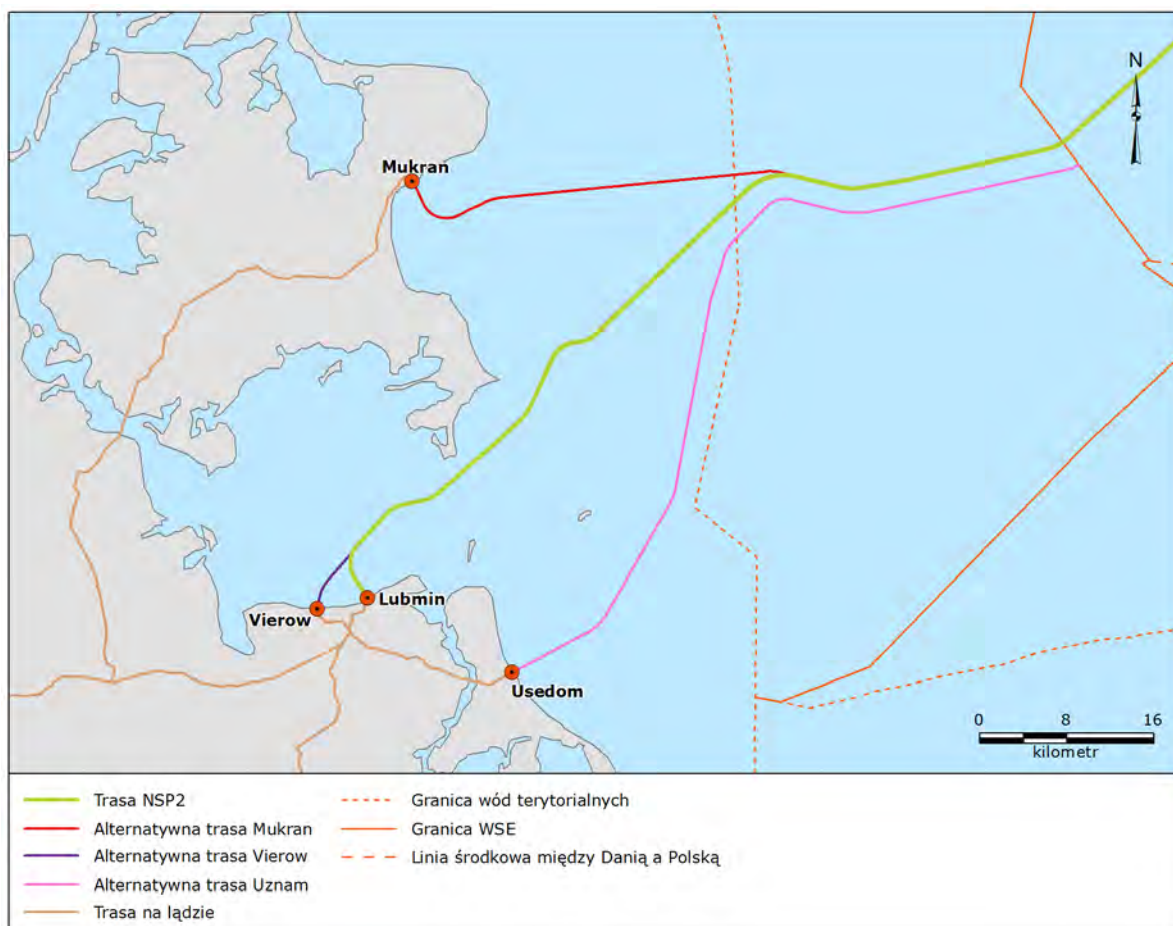 N
Mukran
Lubmin
Vierow
Usedom
0 8 16
kilometr
Trasa NSP2
Alternatywna trasa Mukran
Alternatywna trasa Vierow
Alternatywna trasa Uznam
Trasa na lądzie
Granica wód terytorialnych
Granica WSE
Linia środkowa między Danią a Polską